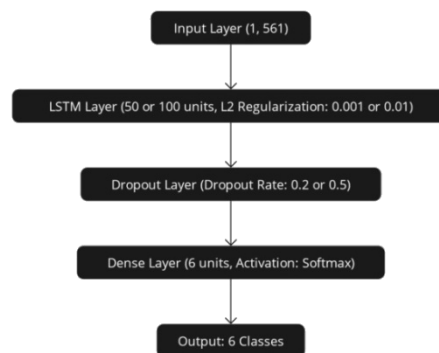 Input Layer (1, 561)
LSTM Layer (50 or 100 units, L2 Regularization: 0.001 or 0.01)
Dropout Layer (Dropout Rate: 0.2 or 0.5)
Dense Layer (6 units, Activation: Softmax)
Output: 6 Classes